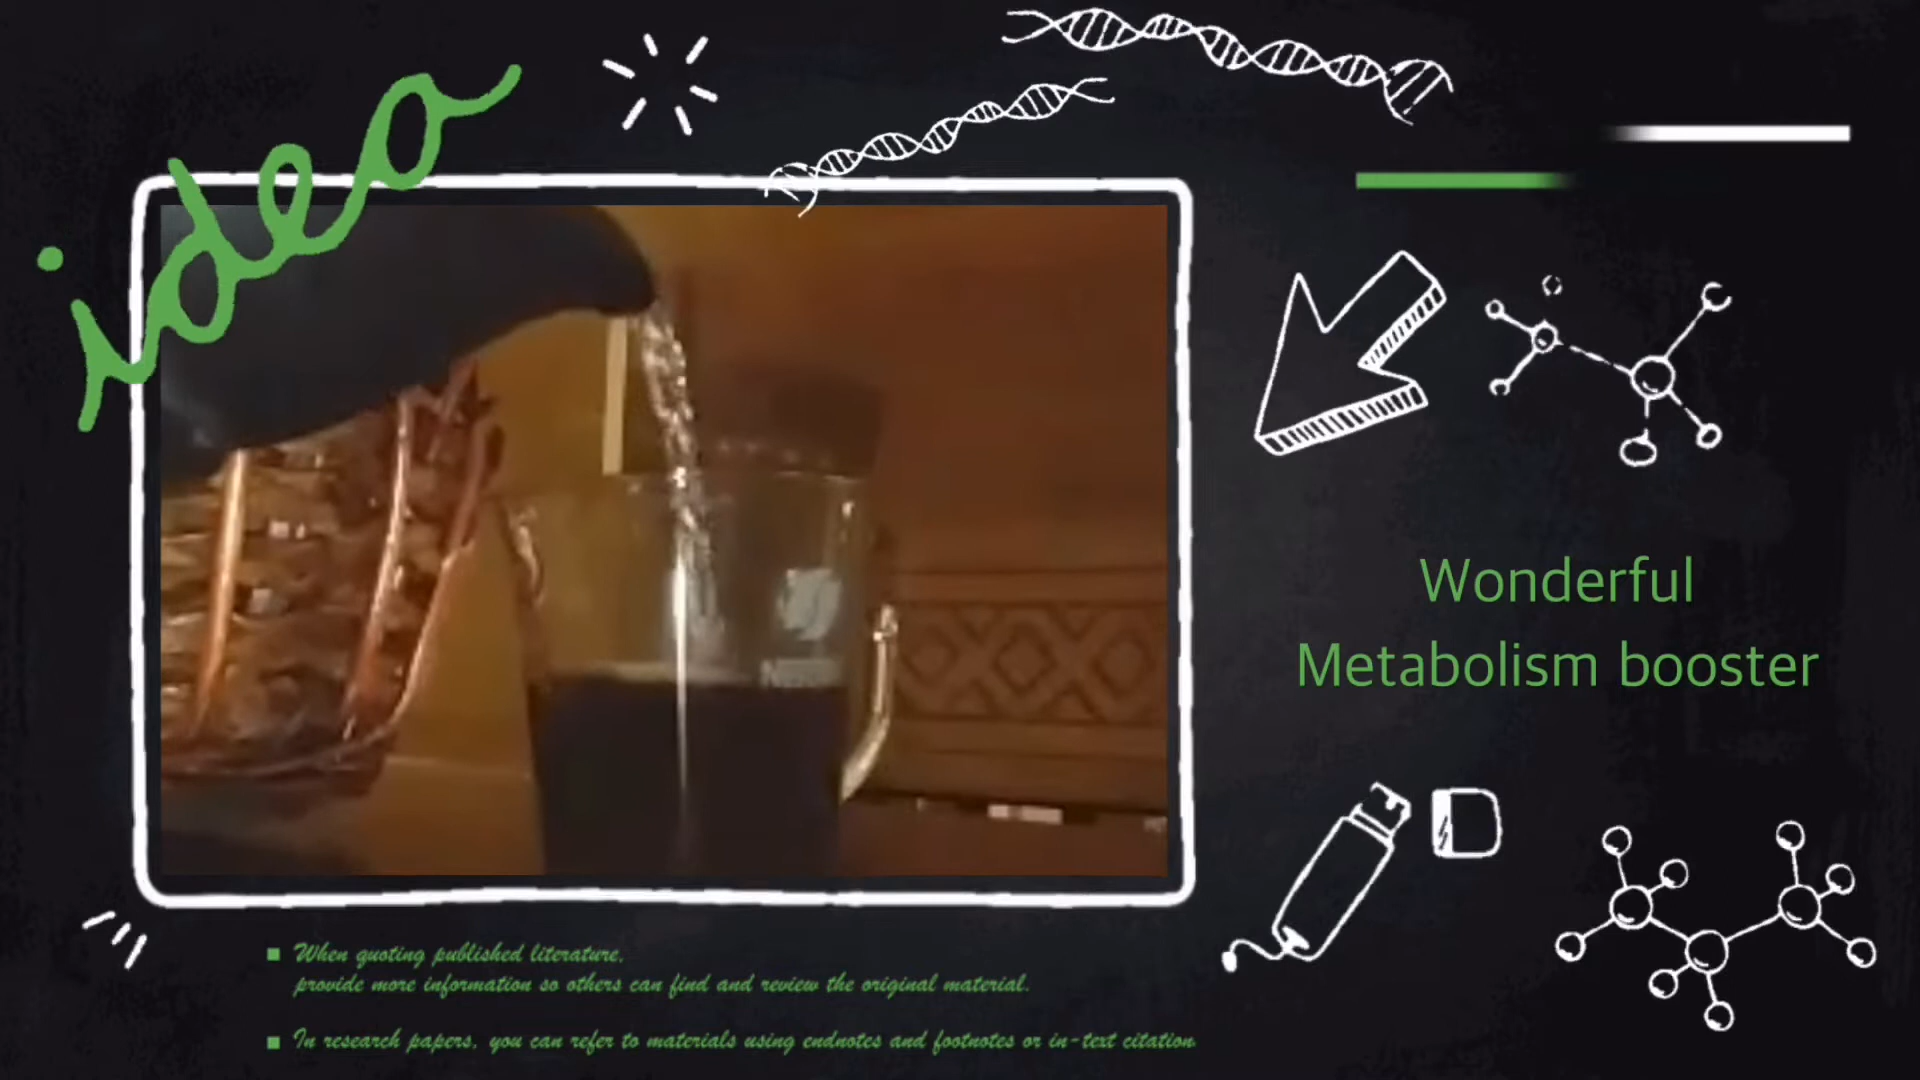 idea
Wonderful
Metabolism booster
When quoting published literature,
provide more information so others can find and review the original material.
In research papers, you can refer to materials using endnotes and footnotes or in-text citation